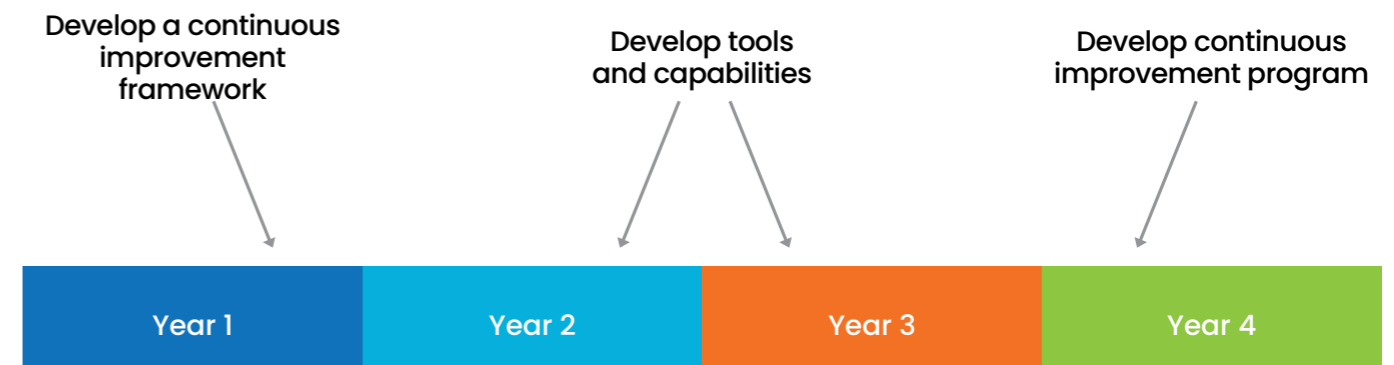 Develop a continuous
improvement
framework
Develop tools
and capabilities
Develop continuous
improvement program
Year 1
Year 2
Year 3
Year 4